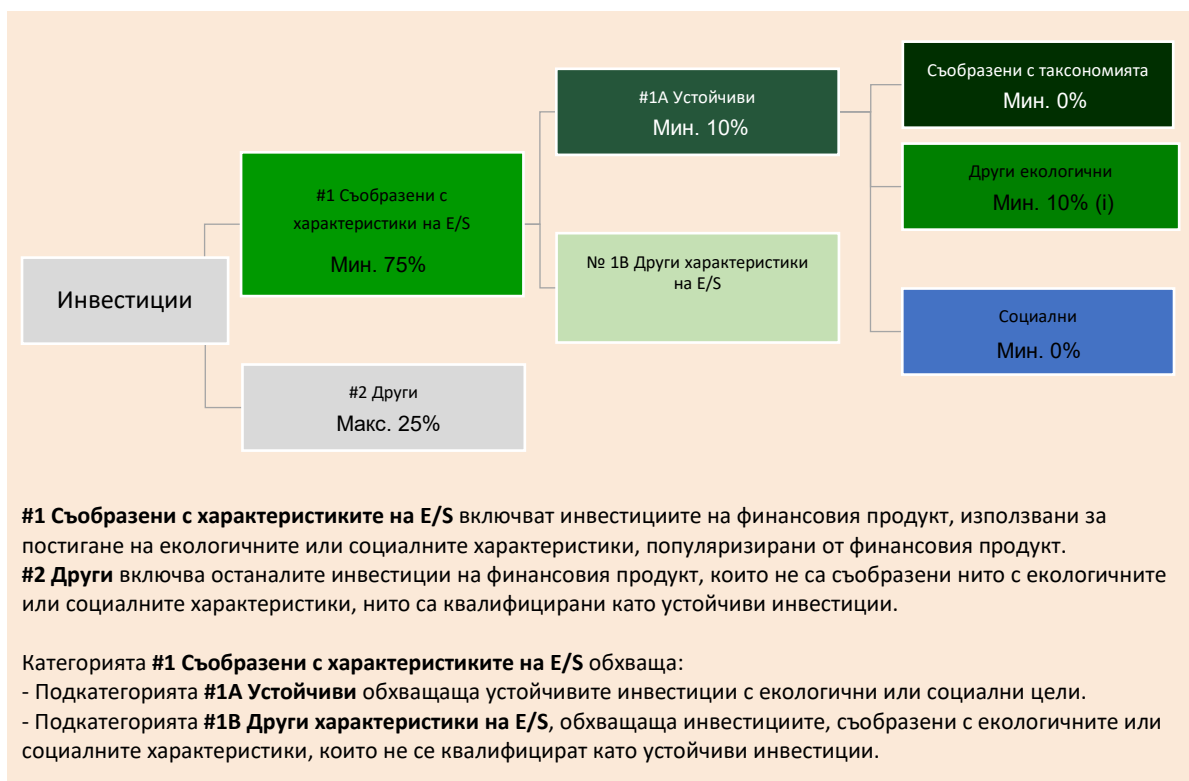 Съобразени с таксономията
Мин. 0%
#1A Устойчиви
Мин. 10%
Други екологични
Мин. 10% (i)
#1 Съобразени с
характеристики на E/S
Мин. 75%
№ 1B Други характеристики
на E/S
Инвестиции
Социални
Мин. 0%
#2 Други
Макс. 25%
#1 Съобразени с характеристиките на E/S включват инвестициите на финансовия продукт, използвани за
постигане на екологичните или социалните характеристики, популяризирани от финансовия продукт.
#2 Други включва останалите инвестиции на финансовия продукт, които не са съобразени нито с екологичните
или социалните характеристики, нито са квалифицирани като устойчиви инвестиции.
Категорията #1 Съобразени с характеристиките на E/S обхваща:
- Подкатегорията #1A Устойчиви обхващаща устойчивите инвестиции с екологични или социални цели.
- Подкатегорията #1B Други характеристики на E/S, обхващаща инвестициите, съобразени с екологичните или
социалните характеристики, които не се квалифицират като устойчиви инвестиции.